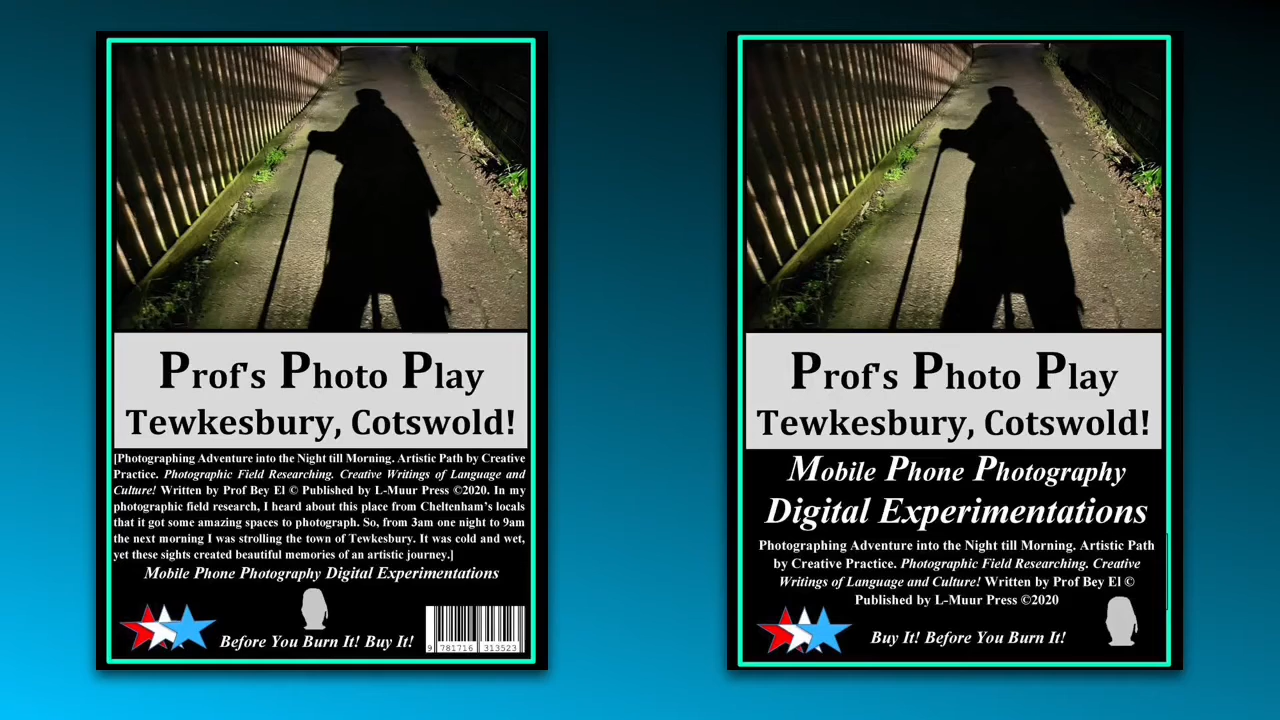 Prof's Photo Play
Tewkesbury, Cotswold!
[Photographing Adventure into the Night till Morning. Artistic Path by Creative
Practice. Photographic Field Researching. Creative Writings of Language and
Culture! Written by Prof Bey El © Published by L-Muur Press ©2020. In my
photographic field research, I heard about this place from Cheltenham's locals
that it got some amazing spaces to photograph. So, from 3am one night to 9am
the next morning I was strolling the town of Tewkesbury. It was cold and wet,
yet these sights created beautiful memories of an artistic journey.]
Mobile Phone Photography Digital Experimentations
Before You Burn It! Buy It!
9 781716 313523
Prof's Photo Play
Tewkesbury, Cotswold!
Mobile Phone Photography
Digital Experimentations
Photographing Adventure into the Night till Morning. Artistic Path
by Creative Practice. Photographic Field Researching. Creative
Writings of Language and Culture! Written by Prof Bey El ©
Published by L-Muur Press ©2020
Buy It! Before You Burn It!